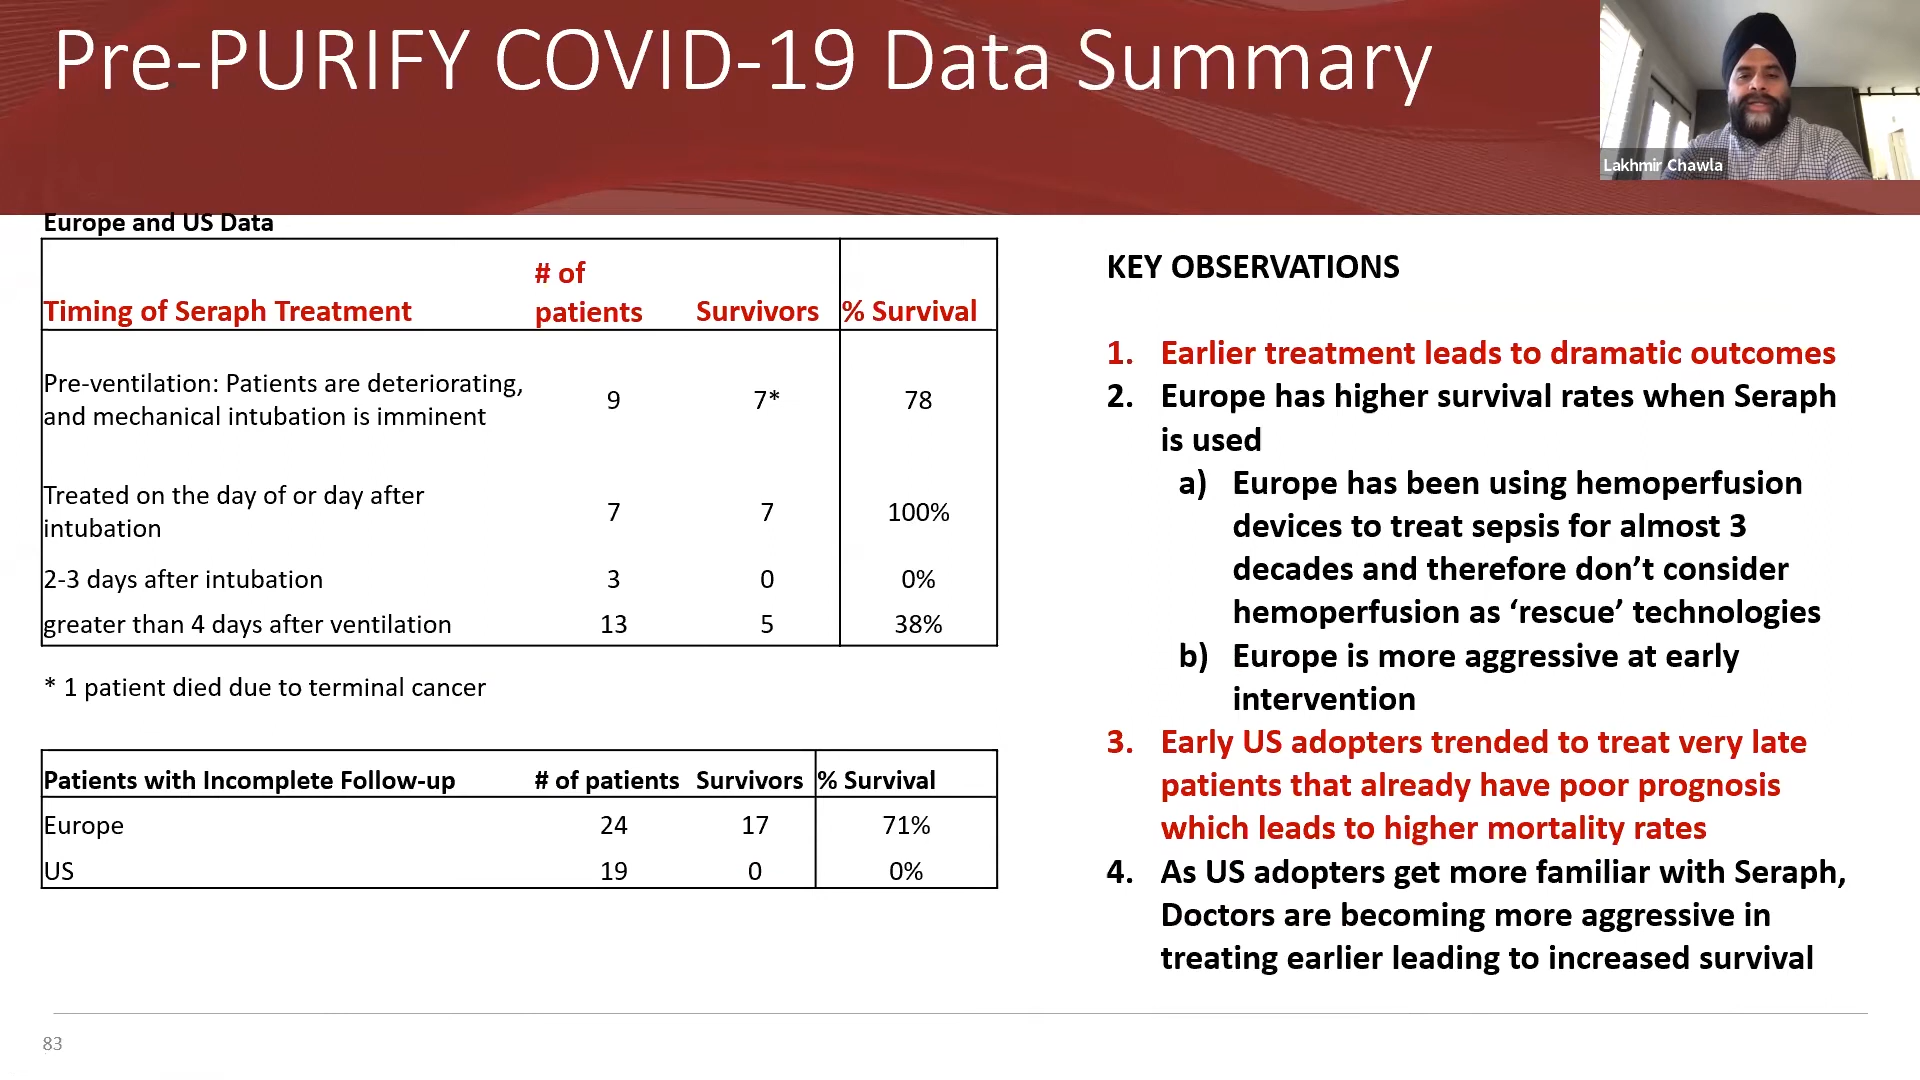 Pre-PURIFY COVID-19 Data Summary
Lakhmir Chawla
Europe and US Data
Timing of Seraph Treatment # of patients Survivors % Survival
Pre-ventilation: Patients are deteriorating,
and mechanical intubation is imminent 9 7* 78
Treated on the day of or day after
intubation 7 7 100%
2-3 days after intubation 3 0 0%
greater than 4 days after ventilation 13 5 38%
* 1 patient died due to terminal cancer
Patients with Incomplete Follow-up # of patients Survivors % Survival
Europe 24 17 71%
US 19 0 0%
KEY OBSERVATIONS
1. Earlier treatment leads to dramatic outcomes
2. Europe has higher survival rates when Seraph
is used
a) Europe has been using hemoperfusion
devices to treat sepsis for almost 3
decades and therefore don’t consider
hemoperfusion as ‘rescue’ technologies
b) Europe is more aggressive at early
intervention
3. Early US adopters trended to treat very late
patients that already have poor prognosis
which leads to higher mortality rates
4. As US adopters get more familiar with Seraph,
Doctors are becoming more aggressive in
treating earlier leading to increased survival
83